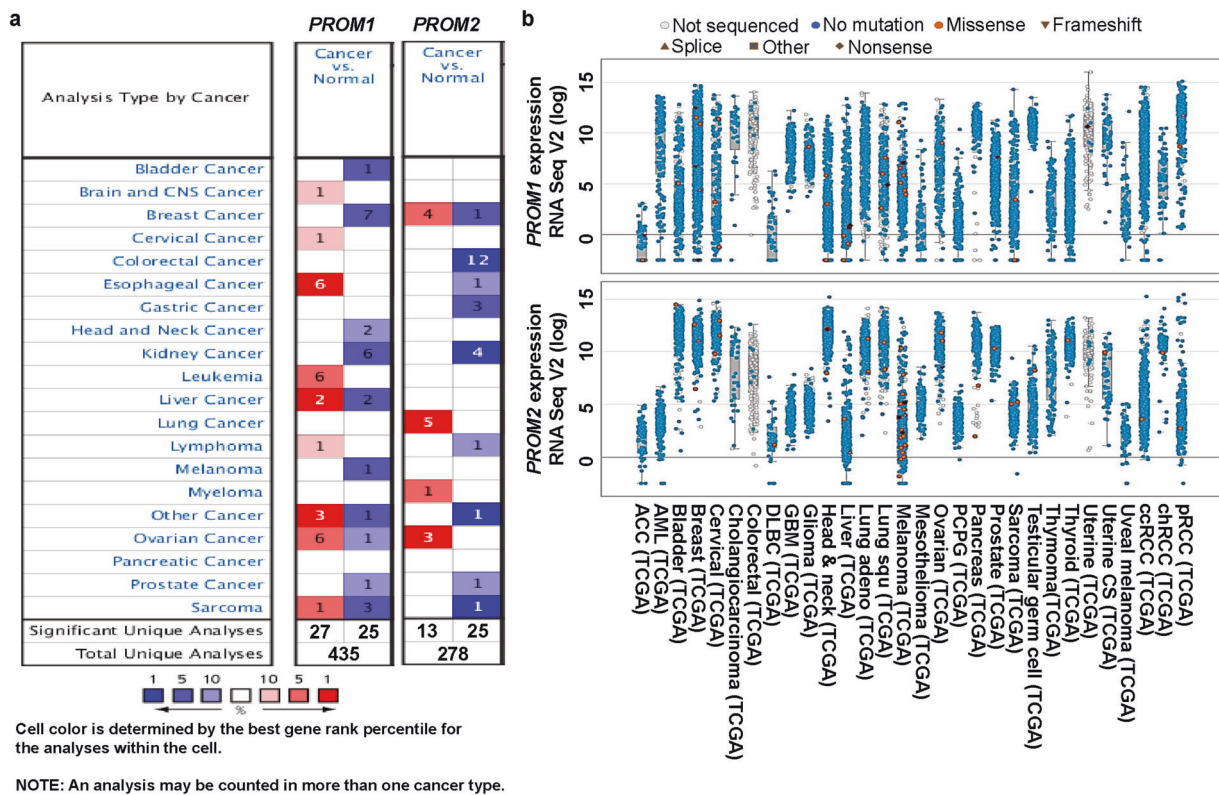 a
PROM1 PROM2
Analysis Type by Cancer
Cancer
vs.
Normal
Cancer
vs.
Normal
Bladder Cancer 1
Brain and CNS Cancer 1
Breast Cancer 7 4 1
Cervical Cancer 1
Colorectal Cancer 12
Esophageal Cancer 6 1
Gastric Cancer 3
Head and Neck Cancer 2
Kidney Cancer 6 4
Leukemia 6
Liver Cancer 2 2
Lung Cancer 5
Lymphoma 1 1
Melanoma 1
Myeloma 1
Other Cancer 3 1 1
Ovarian Cancer 6 1 3
Pancreatic Cancer
Prostate Cancer 1 1
Sarcoma 1 3 1
Significant Unique Analyses 27 25 13 25
Total Unique Analyses 435 278
1 5 10 10 5 1
%
Cell color is determined by the best gene rank percentile for
the analyses within the cell.
NOTE: An analysis may be counted in more than one cancer type.
b
Not sequenced No mutation Missense Frameshift
Splice Other Nonsense
PROM1 expression
RNA Seq V2 (log)
15
10
5
0
PROM2 expression
RNA Seq V2 (log)
15
10
5
0
ACC (TCGA)
AML (TCGA)
Bladder (TCGA)
Breast (TCGA)
Cervical (TCGA)
Cholangiocarcinoma (TCGA)
Colorectal (TCGA)
DLBC (TCGA)
GBM (TCGA)
Glioma (TCGA)
Head & neck (TCGA)
Liver (TCGA)
Lung adeno (TCGA)
Lung squ (TCGA)
Melanoma (TCGA)
Mesothelioma (TCGA)
Ovarian (TCGA)
PCPG (TCGA)
Pancreas (TCGA)
Prostate (TCGA)
Sarcoma (TCGA)
Testicular germ cell (TCGA)
Thymoma(TCGA)
Thyroid (TCGA)
Uterine (TCGA)
Uterine CS (TCGA)
Uveal melanoma (TCGA)
ccRCC (TCGA)
chRCC (TCGA)
pRCC (TCGA)